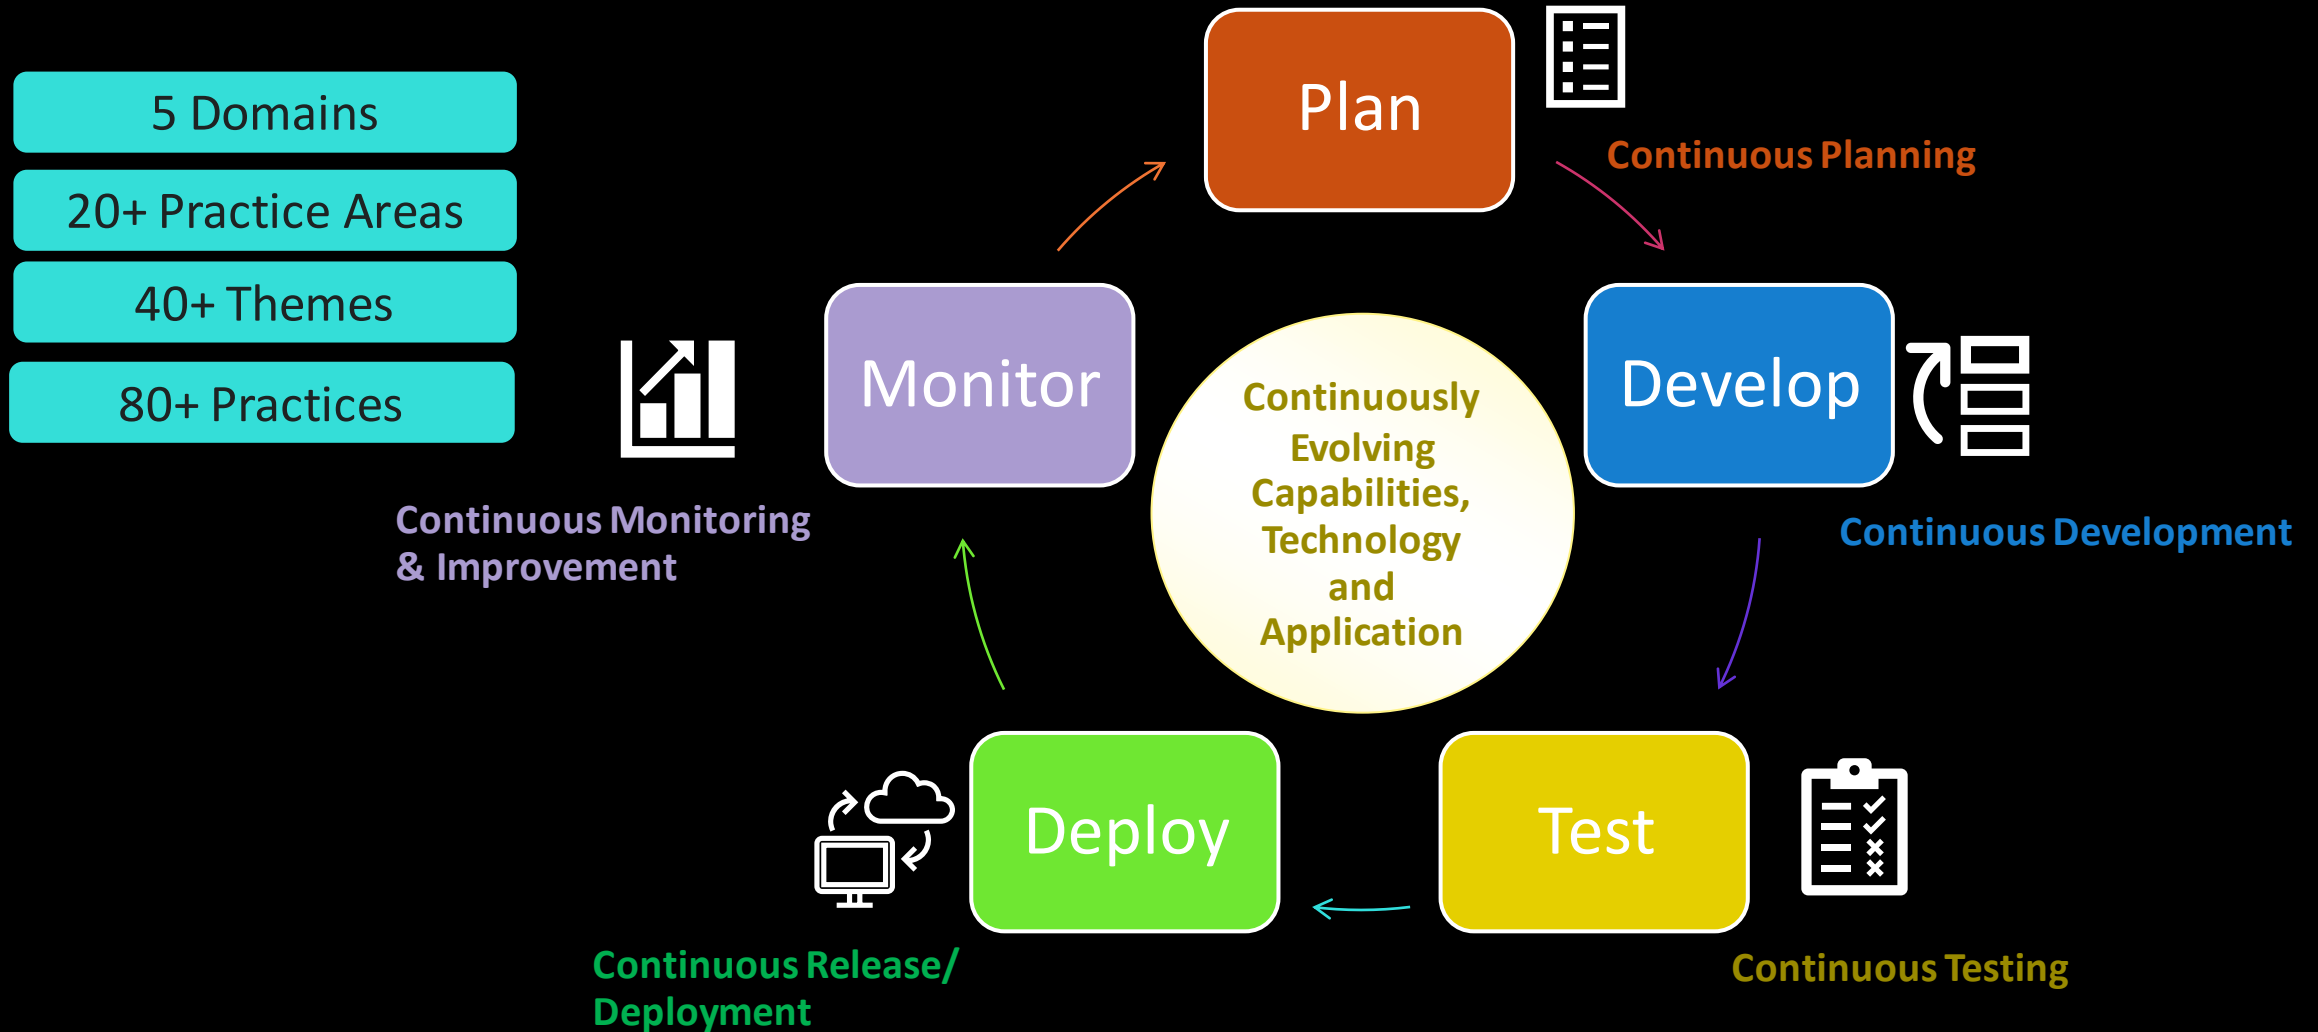 5 Domains
20+ Practice Areas
40+ Themes
80+ Practices
Plan
Continuous Planning
Develop
Continuous Development
Test
Continuous Testing
Deploy
Continuous Release/
Deployment
Monitor
Continuous Monitoring
& Improvement
Continuously
Evolving
Capabilities,
Technology
and
Application